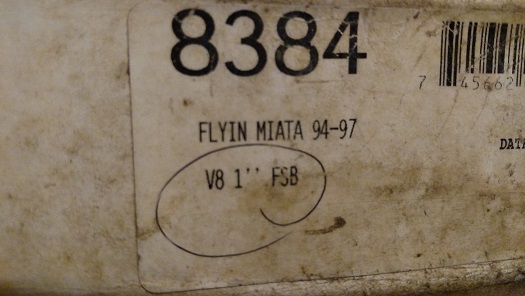 8384
7 45662
FLYIN MIATA 94-97
DATA
V8 1'' FSB